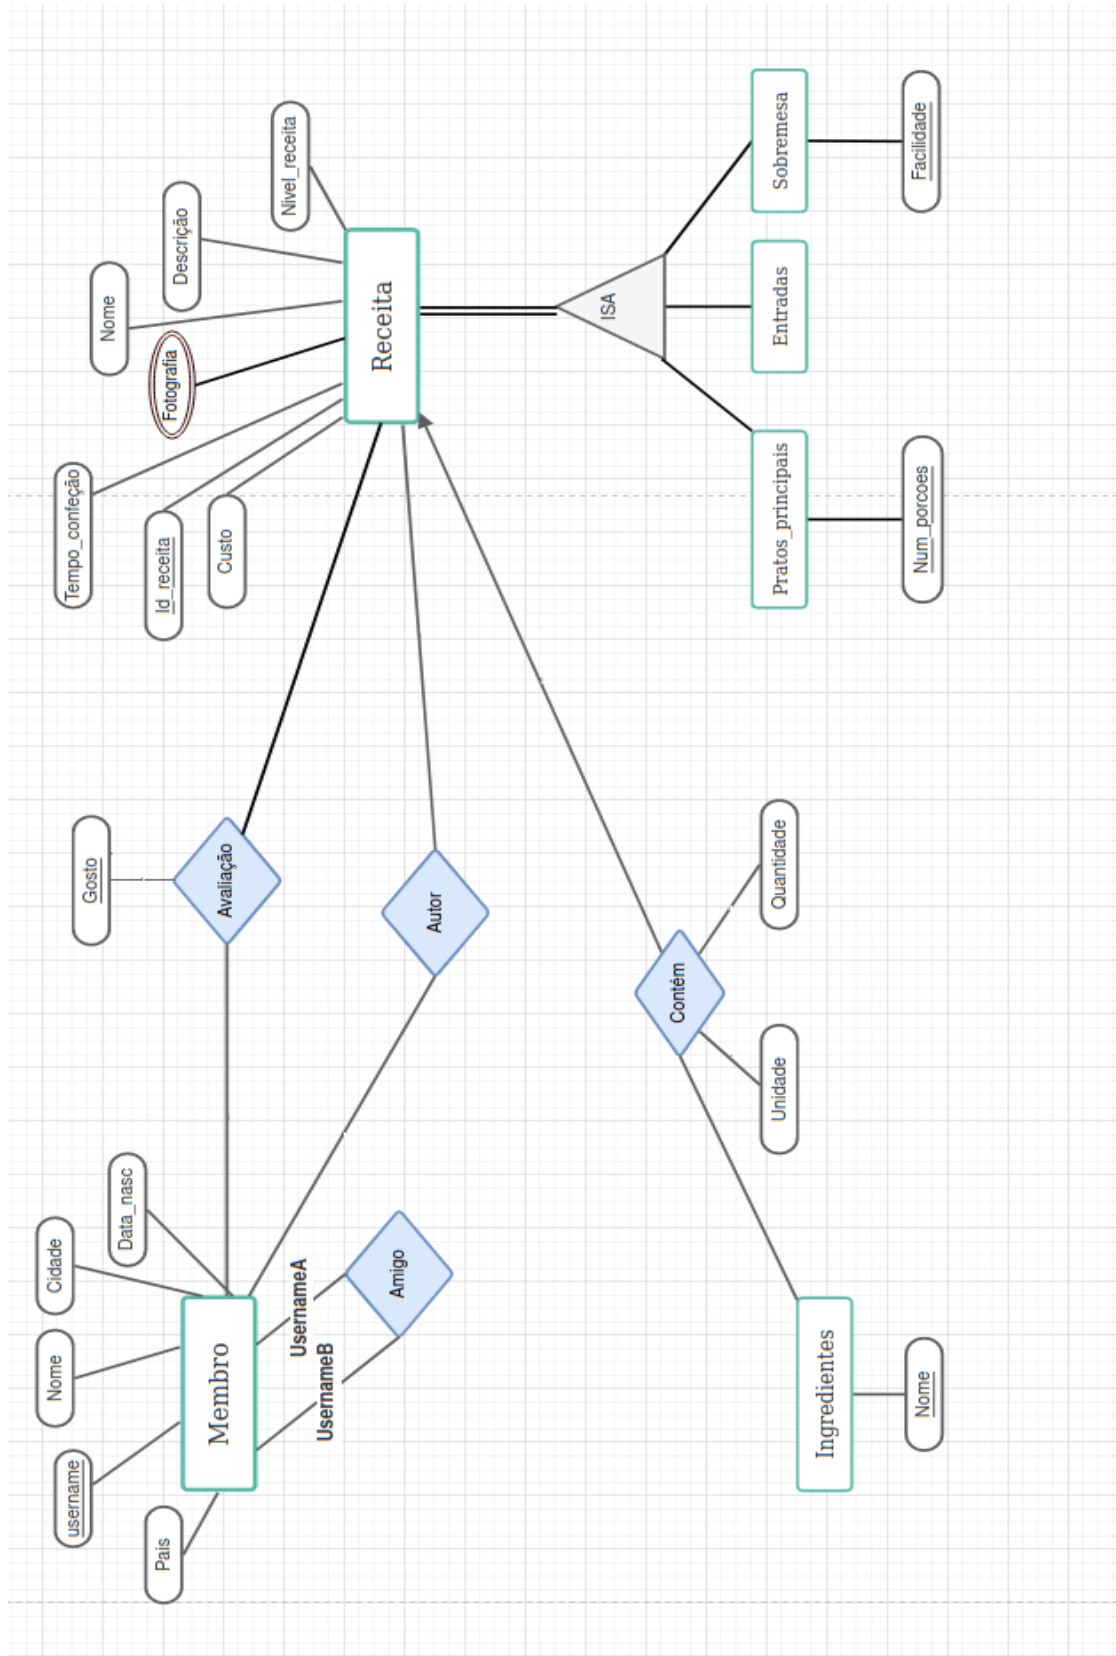 Nome
Cidade
username
Tempo_confeção
Gosto
Nome
Data_nasc
Pais
Id_receita
Fotografia
Descrição
Membro
Avaliação
Custo
Nivel_receita
UsernameA
UsernameB
Receita
Amigo
Autor
ISA
Contém
Unidade
Quantidade
Pratos_principais
Entradas
Sobremesa
Ingredientes
Nome
Num_porcoes
Facilidade